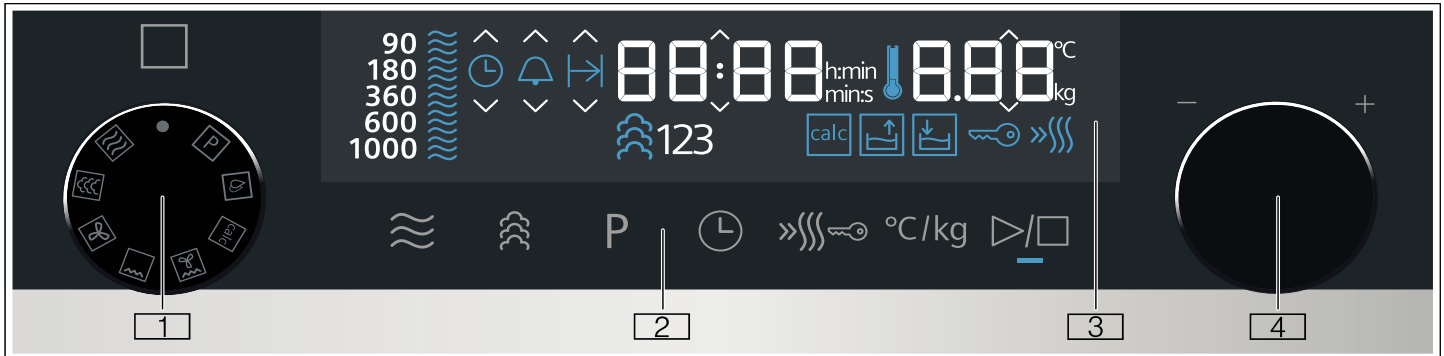 90
180
360
600
1000
88:88 h:min
min:s
8.88 °C
kg
123
calc
P
calc
P
°C/kg
− +
1
2
3
4